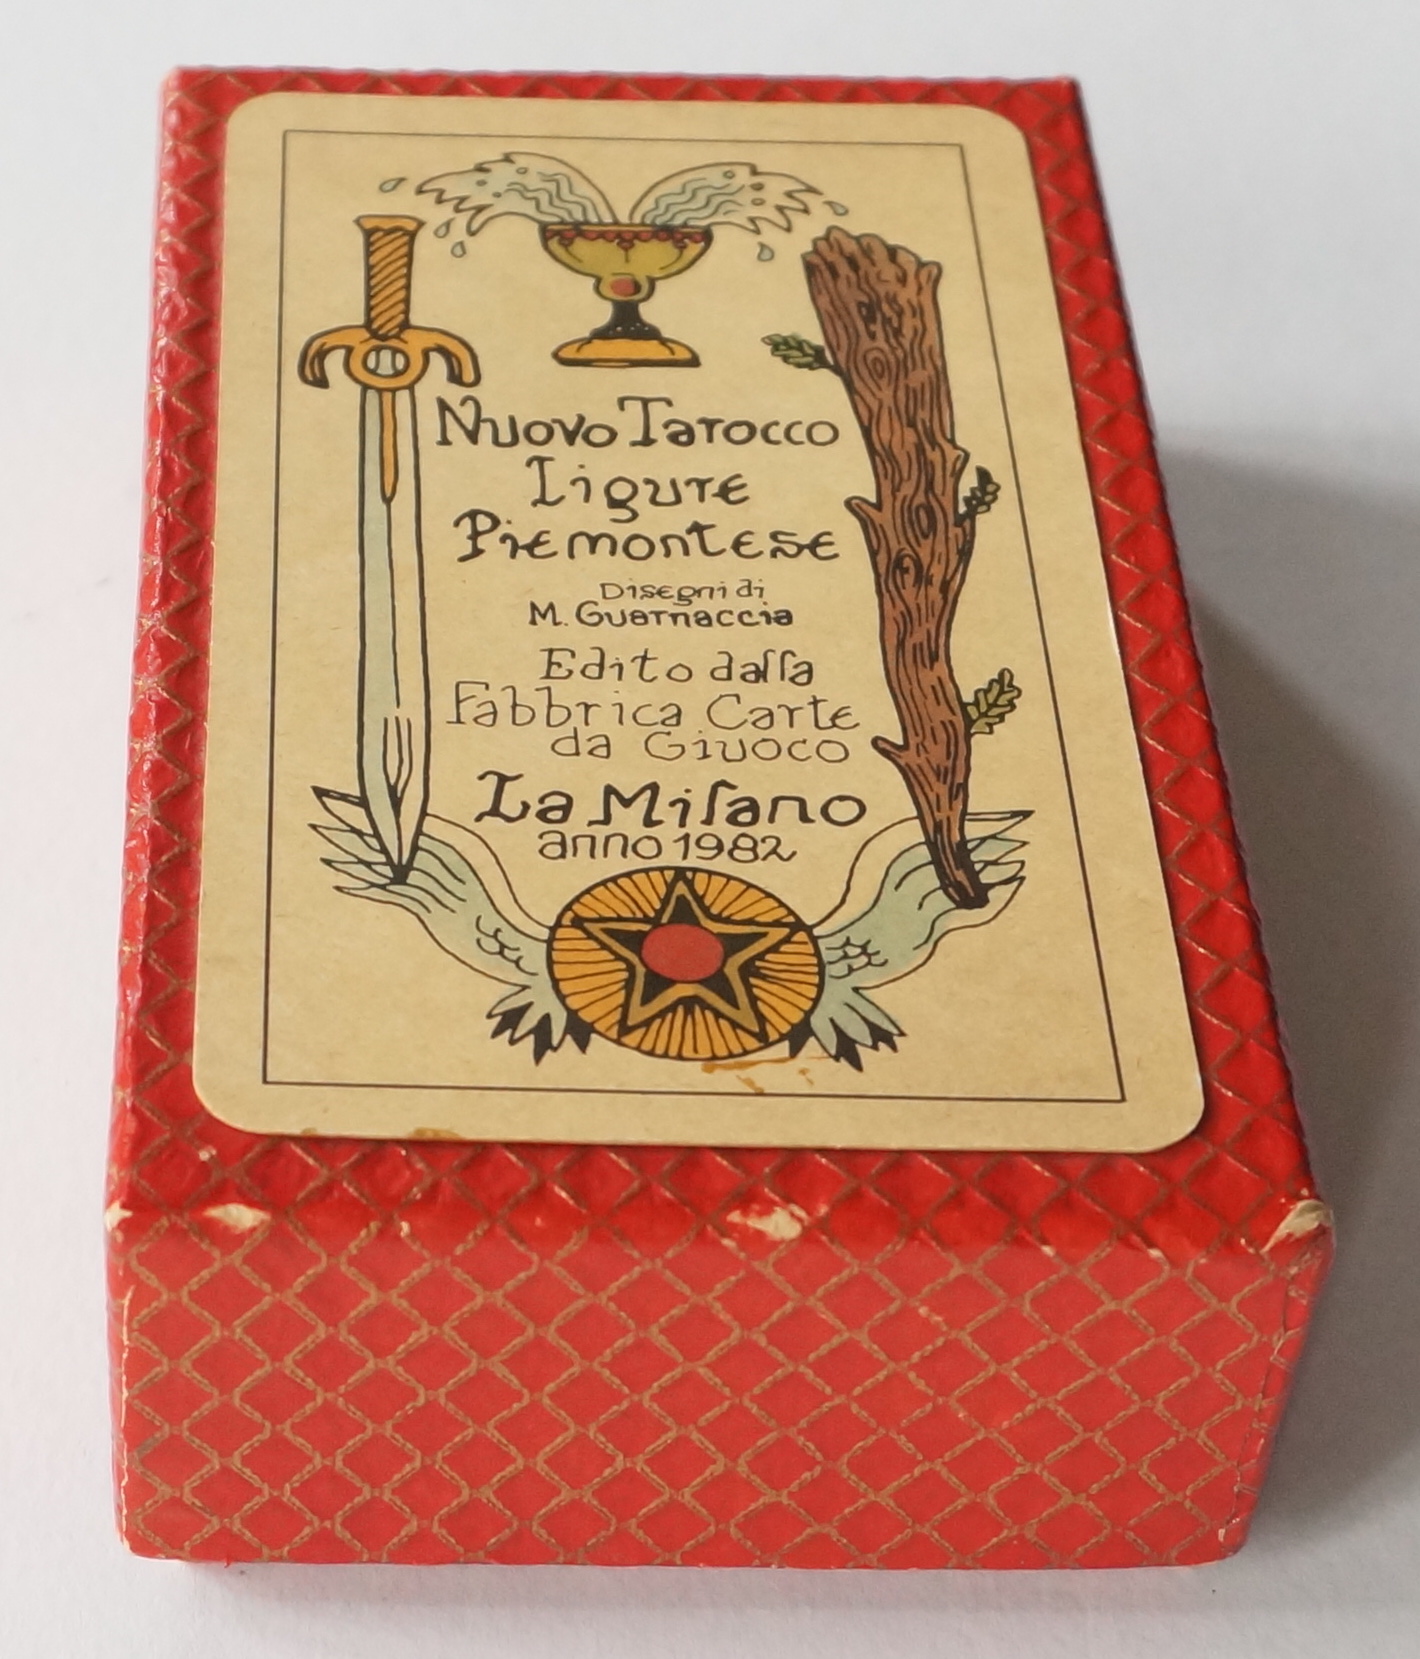 Nuovo Tarocco
Ligure
Piemontese
Disegni di
M. Guarnaccia
Edito dalla
Fabbrica Carte
da Giuoco
La Milano
anno 1982